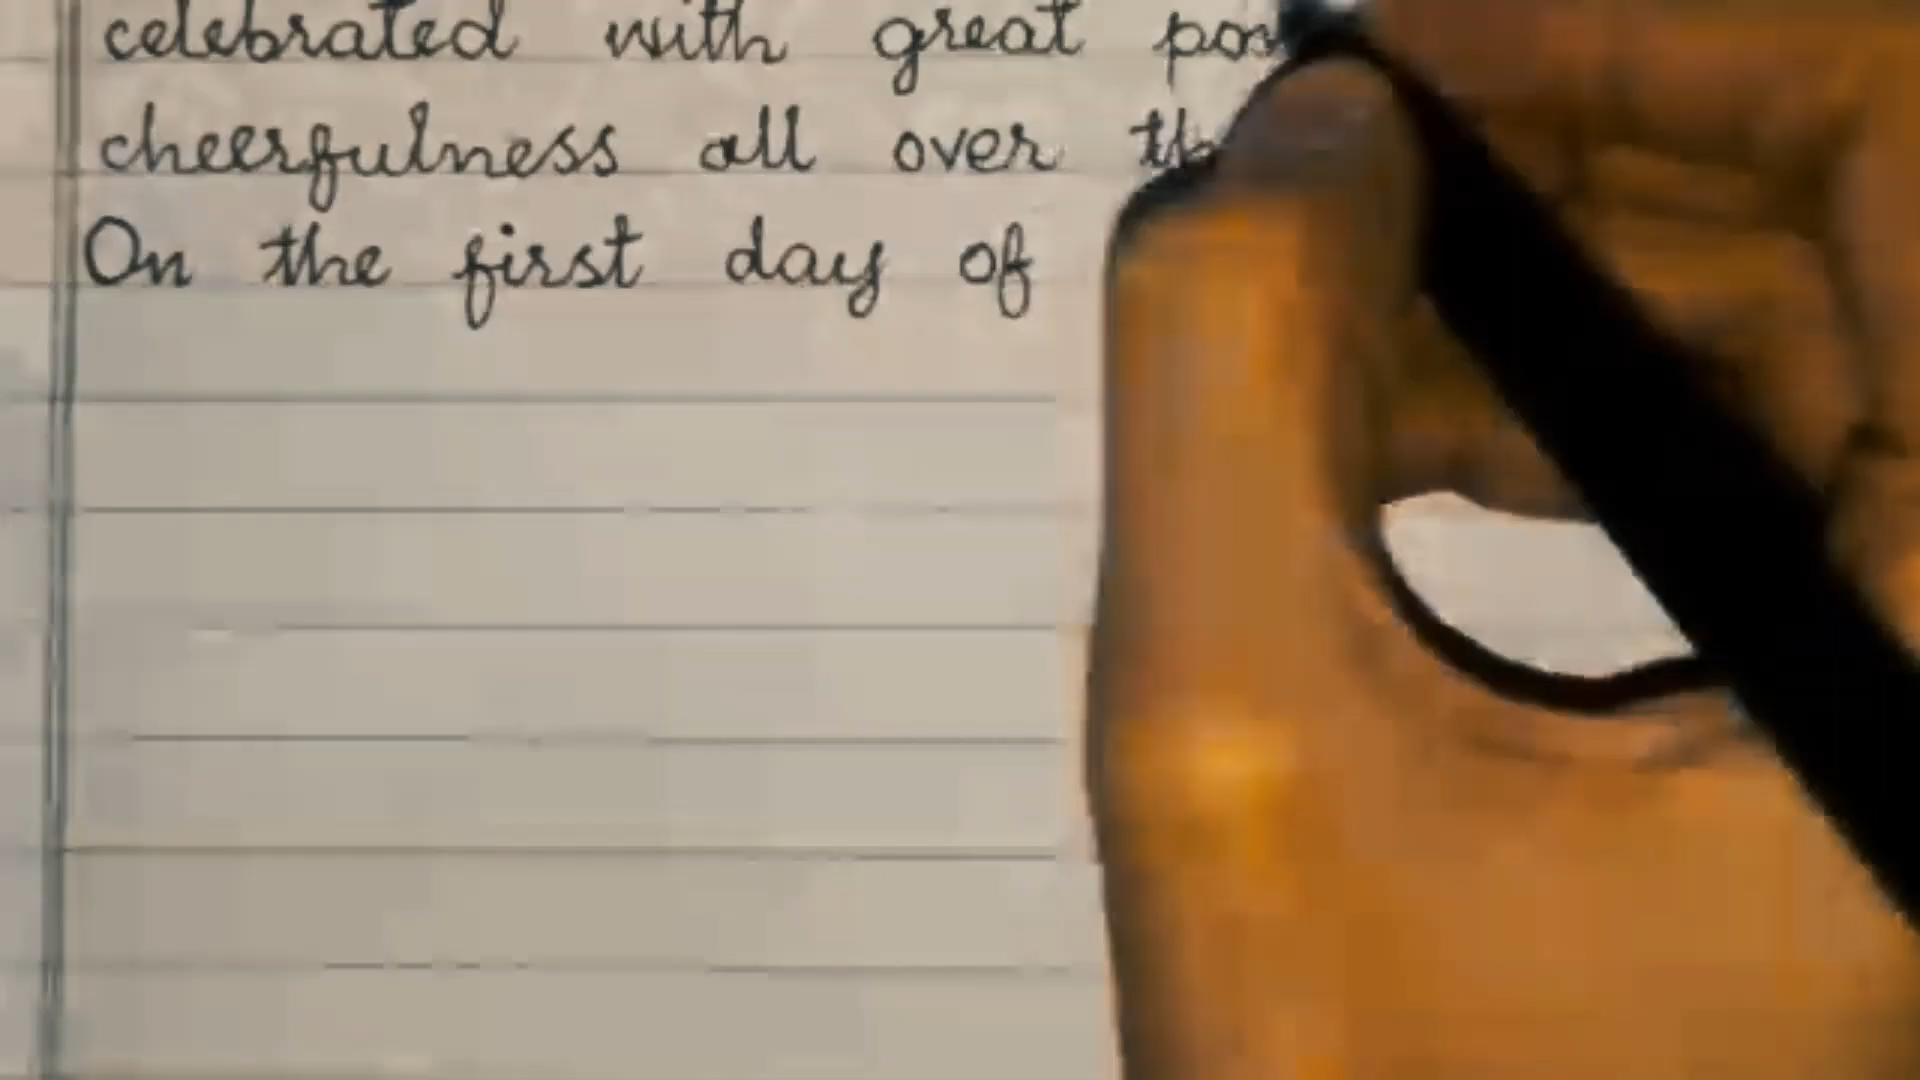 celebrated with great
cheerfulness all over
On the first day of